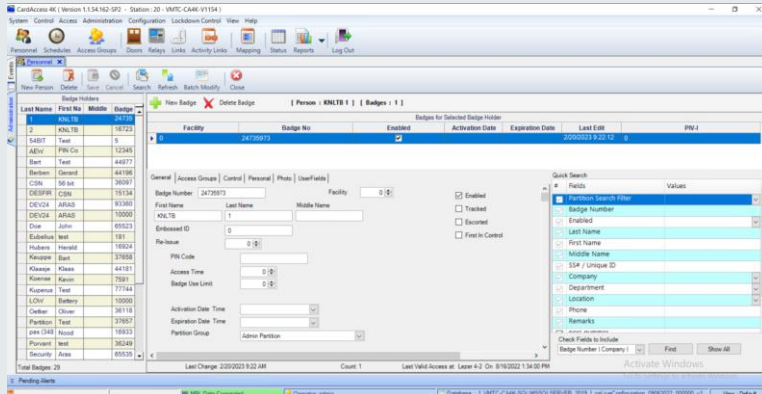 CardAccess 4K ( Version 1.1.54.162-SP2 - Station : 20 - VMTC-CA4K-V1154 )
System Control Access Administration Configuration Lockdown Control View Help
Personnel Schedules Access Groups Doors Relays Links Activity Links Mapping Status Reports Log Out
Events
Administration
Personnel
New Person Delete Save Cancel Search Refresh Batch Modify Close
Badge Holders
Last Name First Na Middle Badge
1 KNLTB 24735
2 KNLTB 16723
54BIT Test 5
AEW PIN Co 12345
Bart Test 44977
Berben Gerard 44186
CSN 56 bit 36097
DESFIR CSN 15134
DEV24 ARAS 93360
DEV24 ARAS 10000
Doe John 65523
Eubelius test 191
Hubers Herald 16924
Keuppe Bart 37658
Klaasje Klaas 44181
Koense Kevin 7591
Kuperus Test 77744
LOW Battery 10000
Oetker Oliver 36118
Partition Test 37657
pes (348 Nood 16933
Porvant test 36249
Security Aras 65535
Total Badges: 29
New Badge Delete Badge [ Person : KNLTB 1 ] [ Badges : 1 ]
Badges for Selected Badge Holder
Facility Badge No Enabled Activation Date Expiration Date Last Edit PIV-I
0 24735973 2/20/2023 9:22:12 0
General Access Groups Control Personal Photo UserFields
Badge Number 24735973 Facility 0
First Name Last Name Middle Name
KNLTB 1
Embossed ID 0
Re-Issue 0
PIN Code
Access Time 0
Badge Use Limit 0
Activation Date Time
Expiration Date Time
Partition Group Admin Partition
Enabled
Tracked
Escorted
First In Control
Quick Search
# Fields Values
Partition Search Filter
Badge Number
Enabled
Last Name
First Name
Middle Name
SS# / Unique ID
Company
Department
Location
Phone
Remarks
Check Fields to Include
Badge Number | Company | Find Show All
Last Change: 2/20/2023 9:22 AM Count: 1 Last Valid Access at: Lezer 4-2 On 8/16/2022 1:34:00 PM
Activate Windows
Pending Alerts